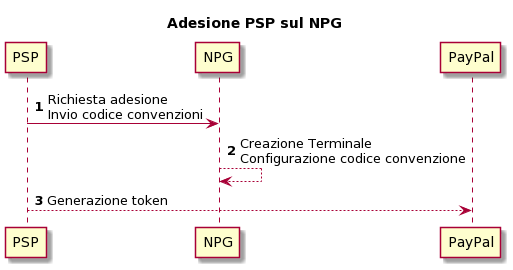 Adesione PSP sul NPG
PSP
NPG
PayPal
1 Richiesta adesione
Invio codice convenzioni
2 Creazione Terminale
Configurazione codice convenzione
3 Generazione token
PSP
NPG
PayPal